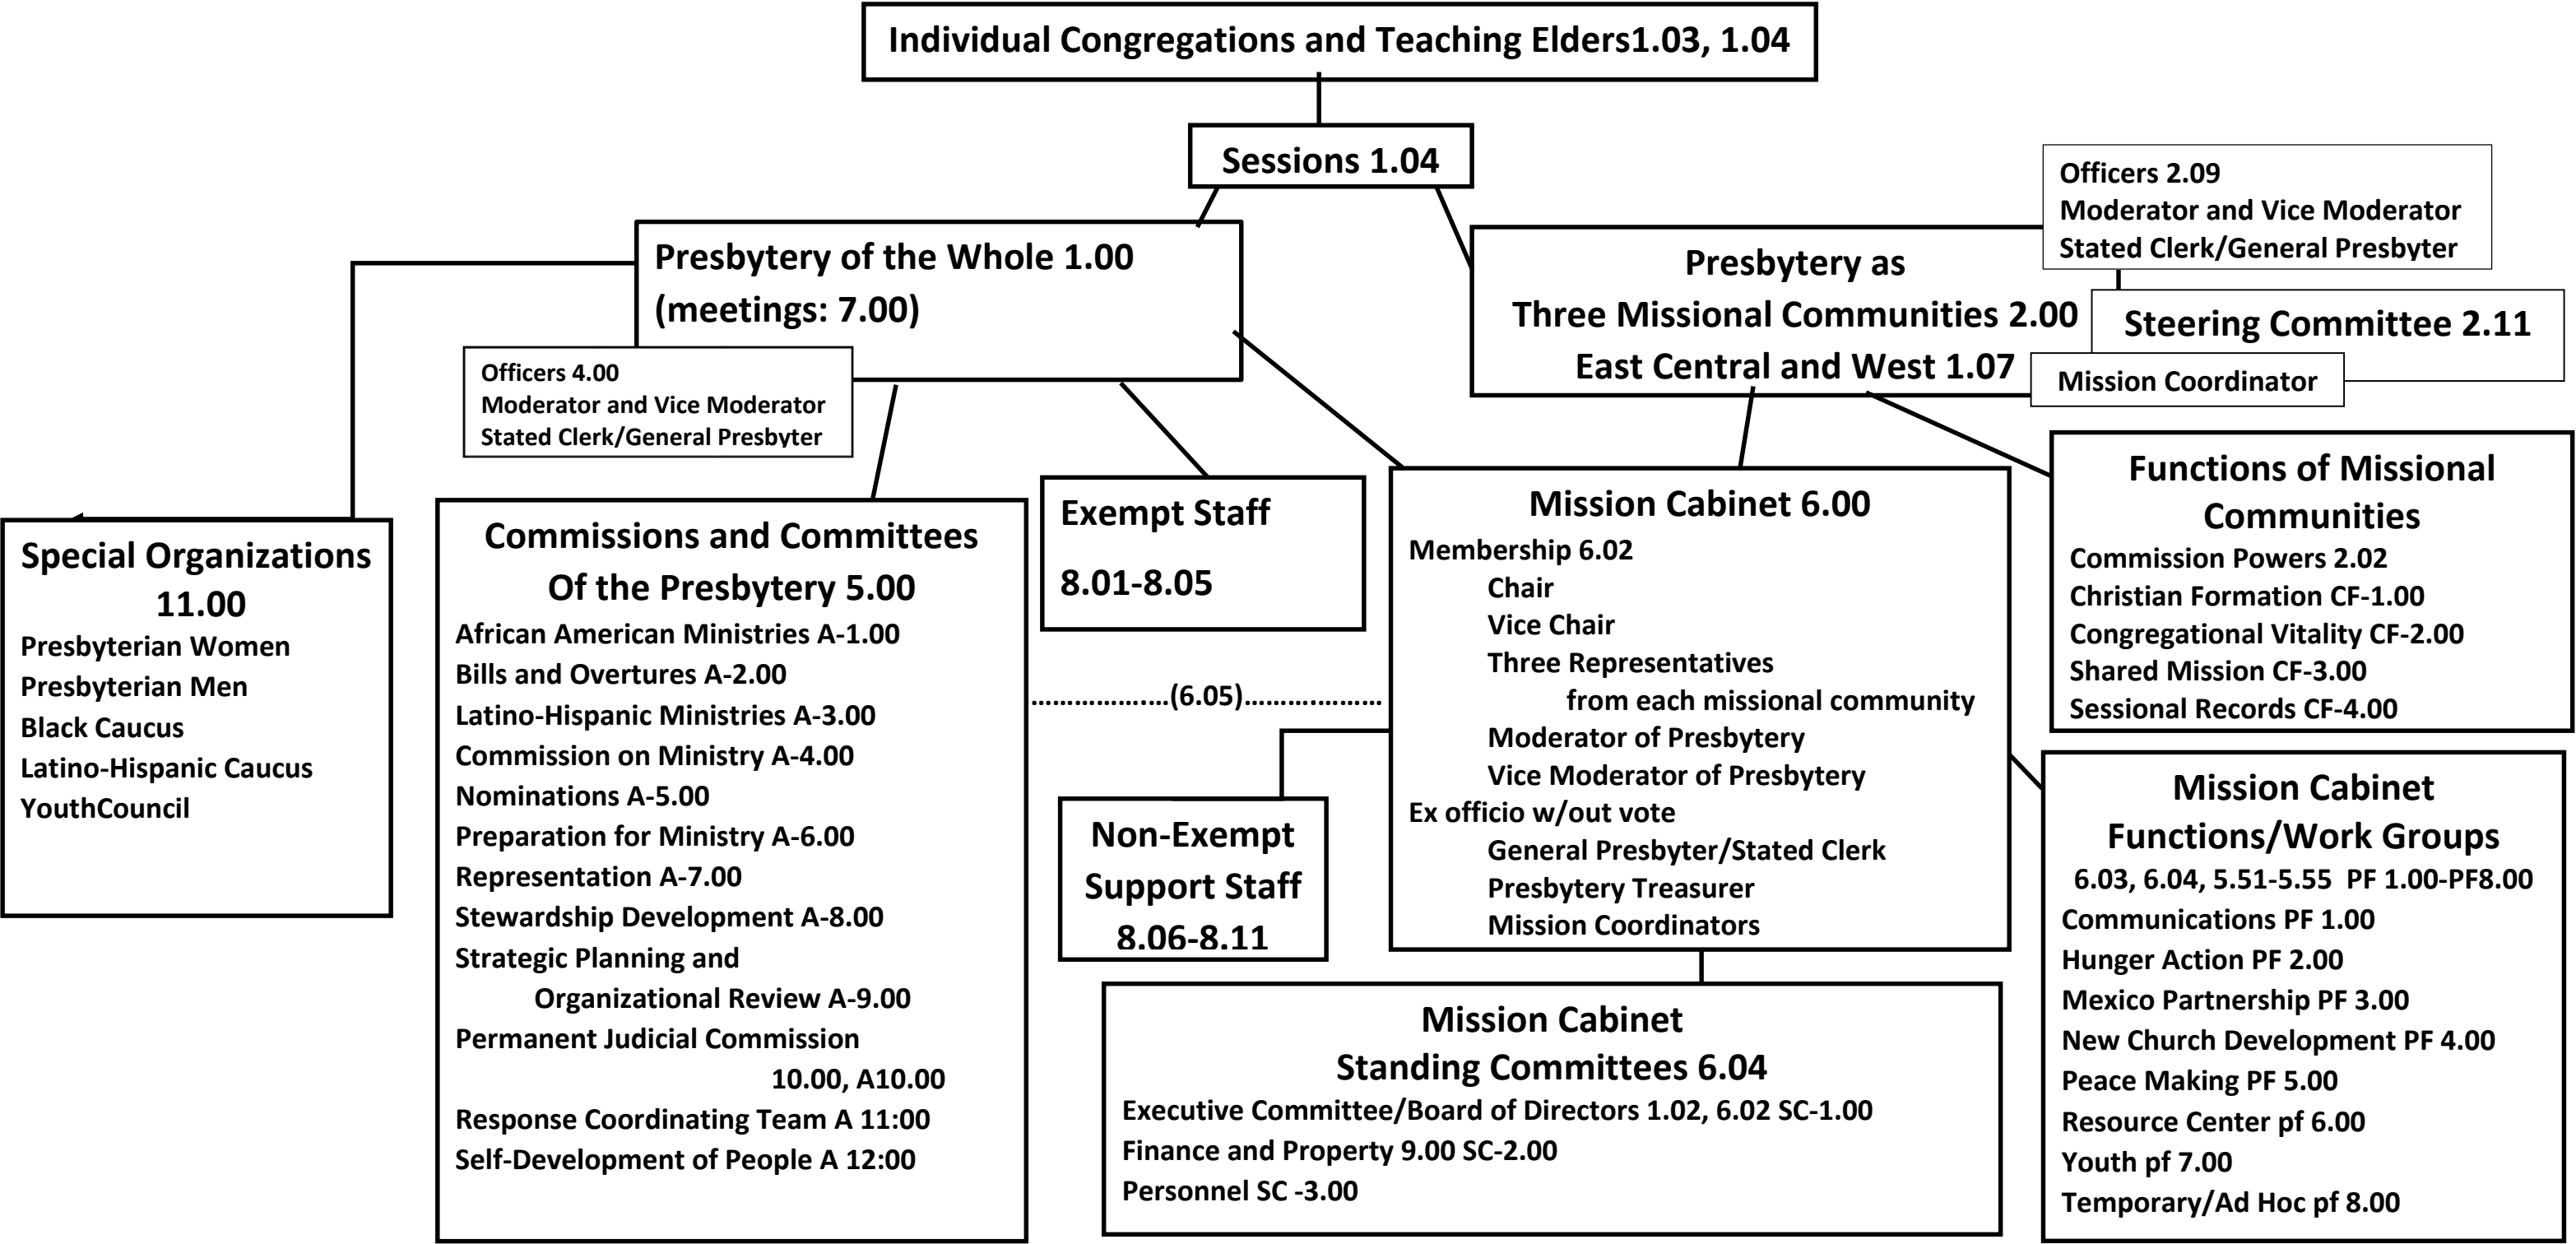 Individual Congregations and Teaching Elders1.03, 1.04
Sessions 1.04
Presbytery of the Whole 1.00
(meetings: 7.00)
Officers 4.00
Moderator and Vice Moderator
Stated Clerk/General Presbyter
Presbytery as
Three Missional Communities 2.00
East Central and West 1.07
Officers 2.09
Moderator and Vice Moderator
Stated Clerk/General Presbyter
Steering Committee 2.11
Mission Coordinator
Special Organizations
11.00
Presbyterian Women
Presbyterian Men
Black Caucus
Latino-Hispanic Caucus
YouthCouncil
Commissions and Committees
Of the Presbytery 5.00
African American Ministries A-1.00
Bills and Overtures A-2.00
Latino-Hispanic Ministries A-3.00
Commission on Ministry A-4.00
Nominations A-5.00
Preparation for Ministry A-6.00
Representation A-7.00
Stewardship Development A-8.00
Strategic Planning and
Organizational Review A-9.00
Permanent Judicial Commission
10.00, A10.00
Response Coordinating Team A 11:00
Self-Development of People A 12:00
Exempt Staff
8.01-8.05
……………..…(6.05)……….………
Non-Exempt
Support Staff
8.06-8.11
Mission Cabinet 6.00
Membership 6.02
Chair
Vice Chair
Three Representatives
from each missional community
Moderator of Presbytery
Vice Moderator of Presbytery
Ex officio w/out vote
General Presbyter/Stated Clerk
Presbytery Treasurer
Mission Coordinators
Mission Cabinet
Standing Committees 6.04
Executive Committee/Board of Directors 1.02, 6.02 SC-1.00
Finance and Property 9.00 SC-2.00
Personnel SC -3.00
Functions of Missional
Communities
Commission Powers 2.02
Christian Formation CF-1.00
Congregational Vitality CF-2.00
Shared Mission CF-3.00
Sessional Records CF-4.00
Mission Cabinet
Functions/Work Groups
6.03, 6.04, 5.51-5.55  PF 1.00-PF8.00
Communications PF 1.00
Hunger Action PF 2.00
Mexico Partnership PF 3.00
New Church Development PF 4.00
Peace Making PF 5.00
Resource Center pf 6.00
Youth pf 7.00
Temporary/Ad Hoc pf 8.00